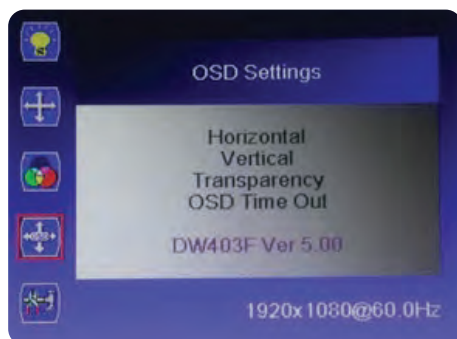 OSD Settings
Horizontal
Vertical
Transparency
OSD Time Out
DW403F Ver 5.00
1920x1080@60.0Hz